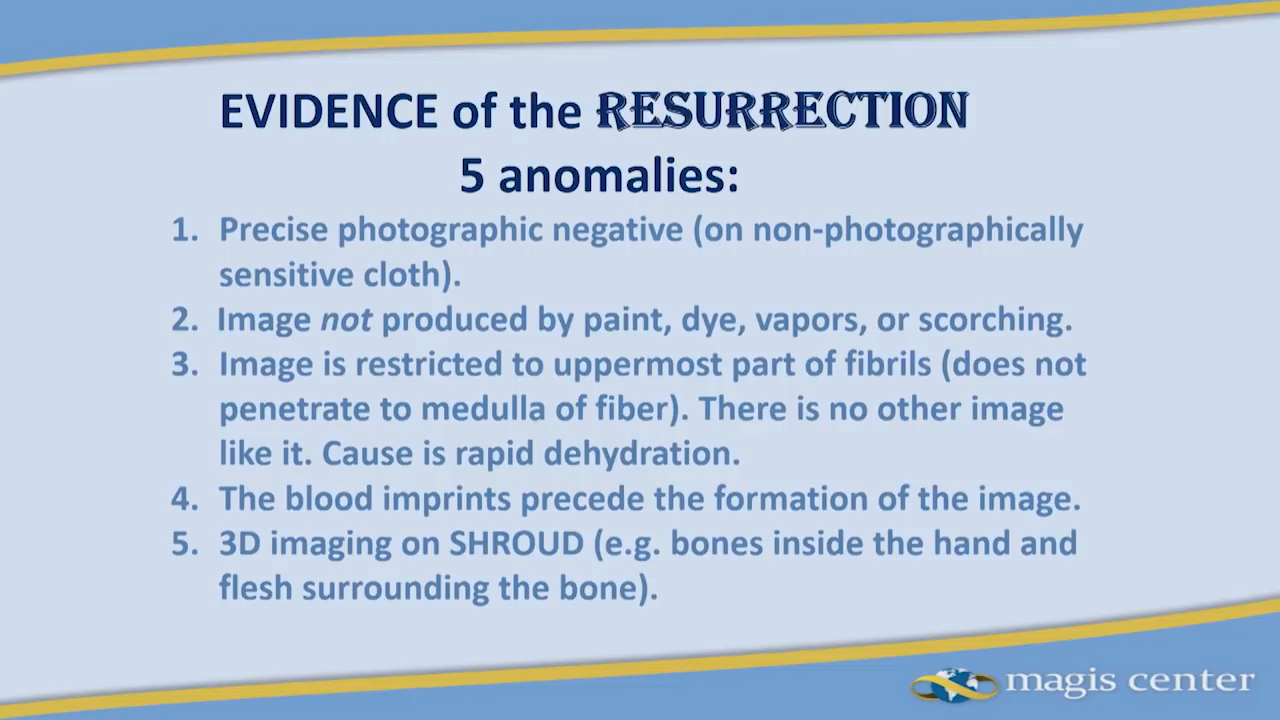 EVIDENCE of the RESURRECTION
5 anomalies:
1. Precise photographic negative (on non-photographically
sensitive cloth).
2. Image not produced by paint, dye, vapors, or scorching.
3. Image is restricted to uppermost part of fibrils (does not
penetrate to medulla of fiber). There is no other image
like it. Cause is rapid dehydration.
4. The blood imprints precede the formation of the image.
5. 3D imaging on SHROUD (e.g. bones inside the hand and
flesh surrounding the bone).
magis center